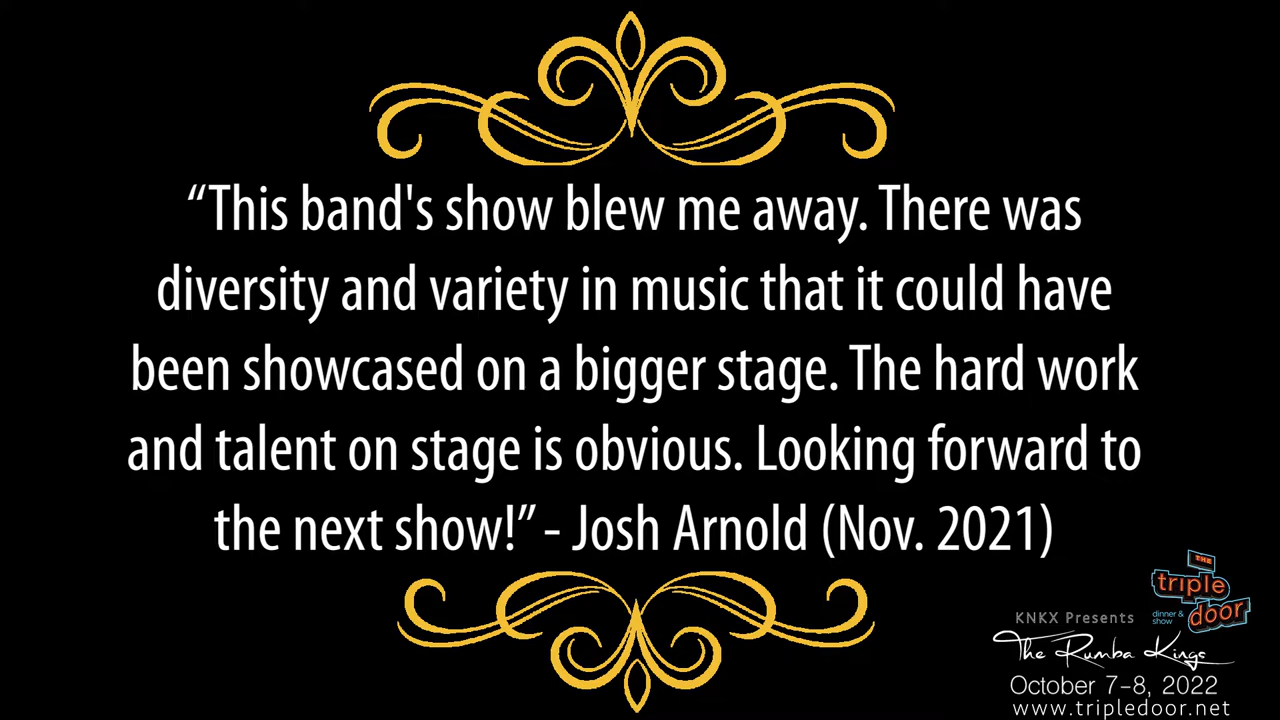 “This band's show blew me away. There was
diversity and variety in music that it could have
been showcased on a bigger stage. The hard work
and talent on stage is obvious. Looking forward to
the next show!” - Josh Arnold (Nov. 2021)
THE
triple
door
dinner &
show
KNKX Presents
The Rumba Kings
October 7-8, 2022
www.tripledoor.net